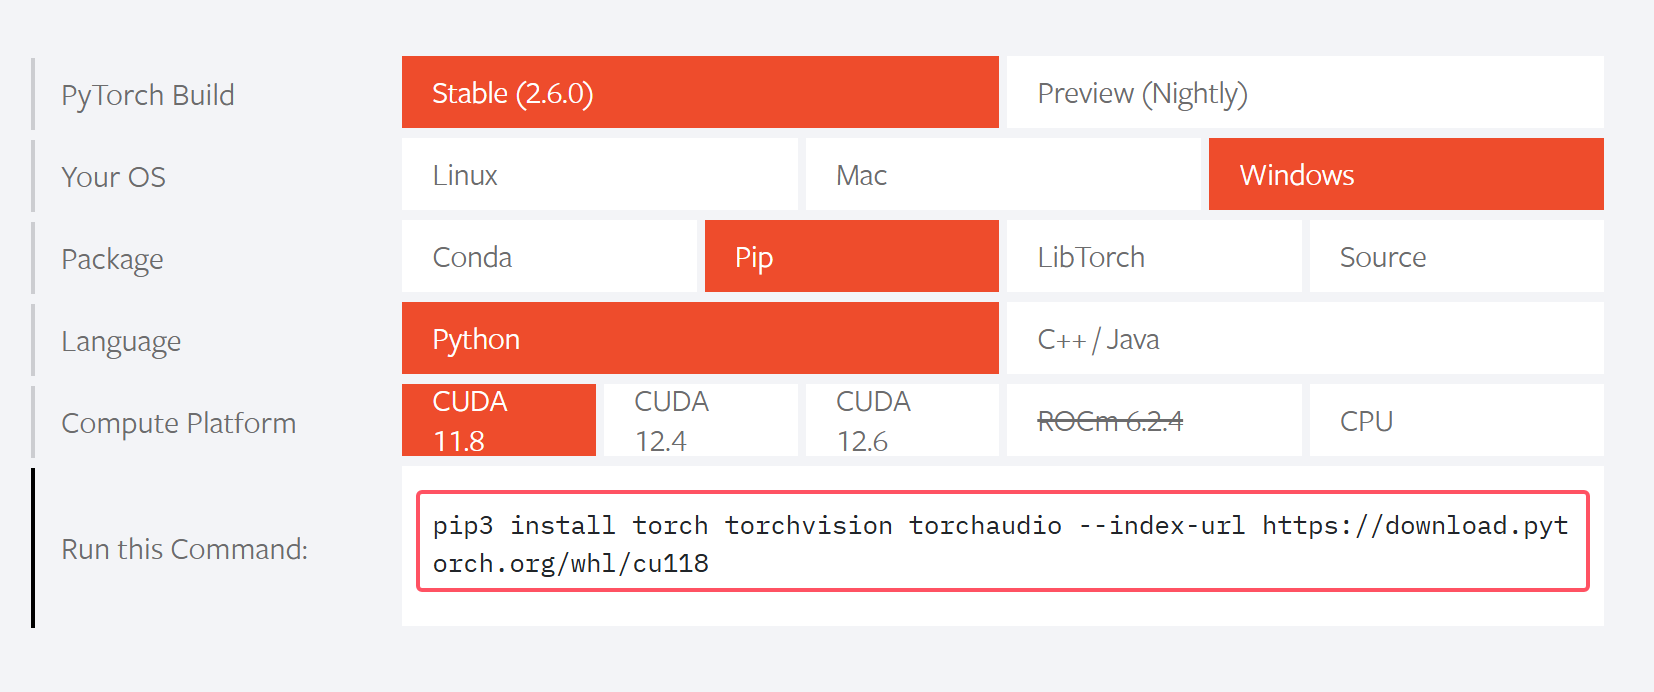 PyTorch Build
Stable (2.6.0)
Preview (Nightly)
Your OS
Linux
Mac
Windows
Package
Conda
Pip
LibTorch
Source
Language
Python
C++ / Java
Compute Platform
CUDA
11.8
CUDA
12.4
CUDA
12.6
ROCm 6.2.4
CPU
Run this Command:
pip3 install torch torchvision torchaudio --index-url https://download.pyt
orch.org/whl/cu118